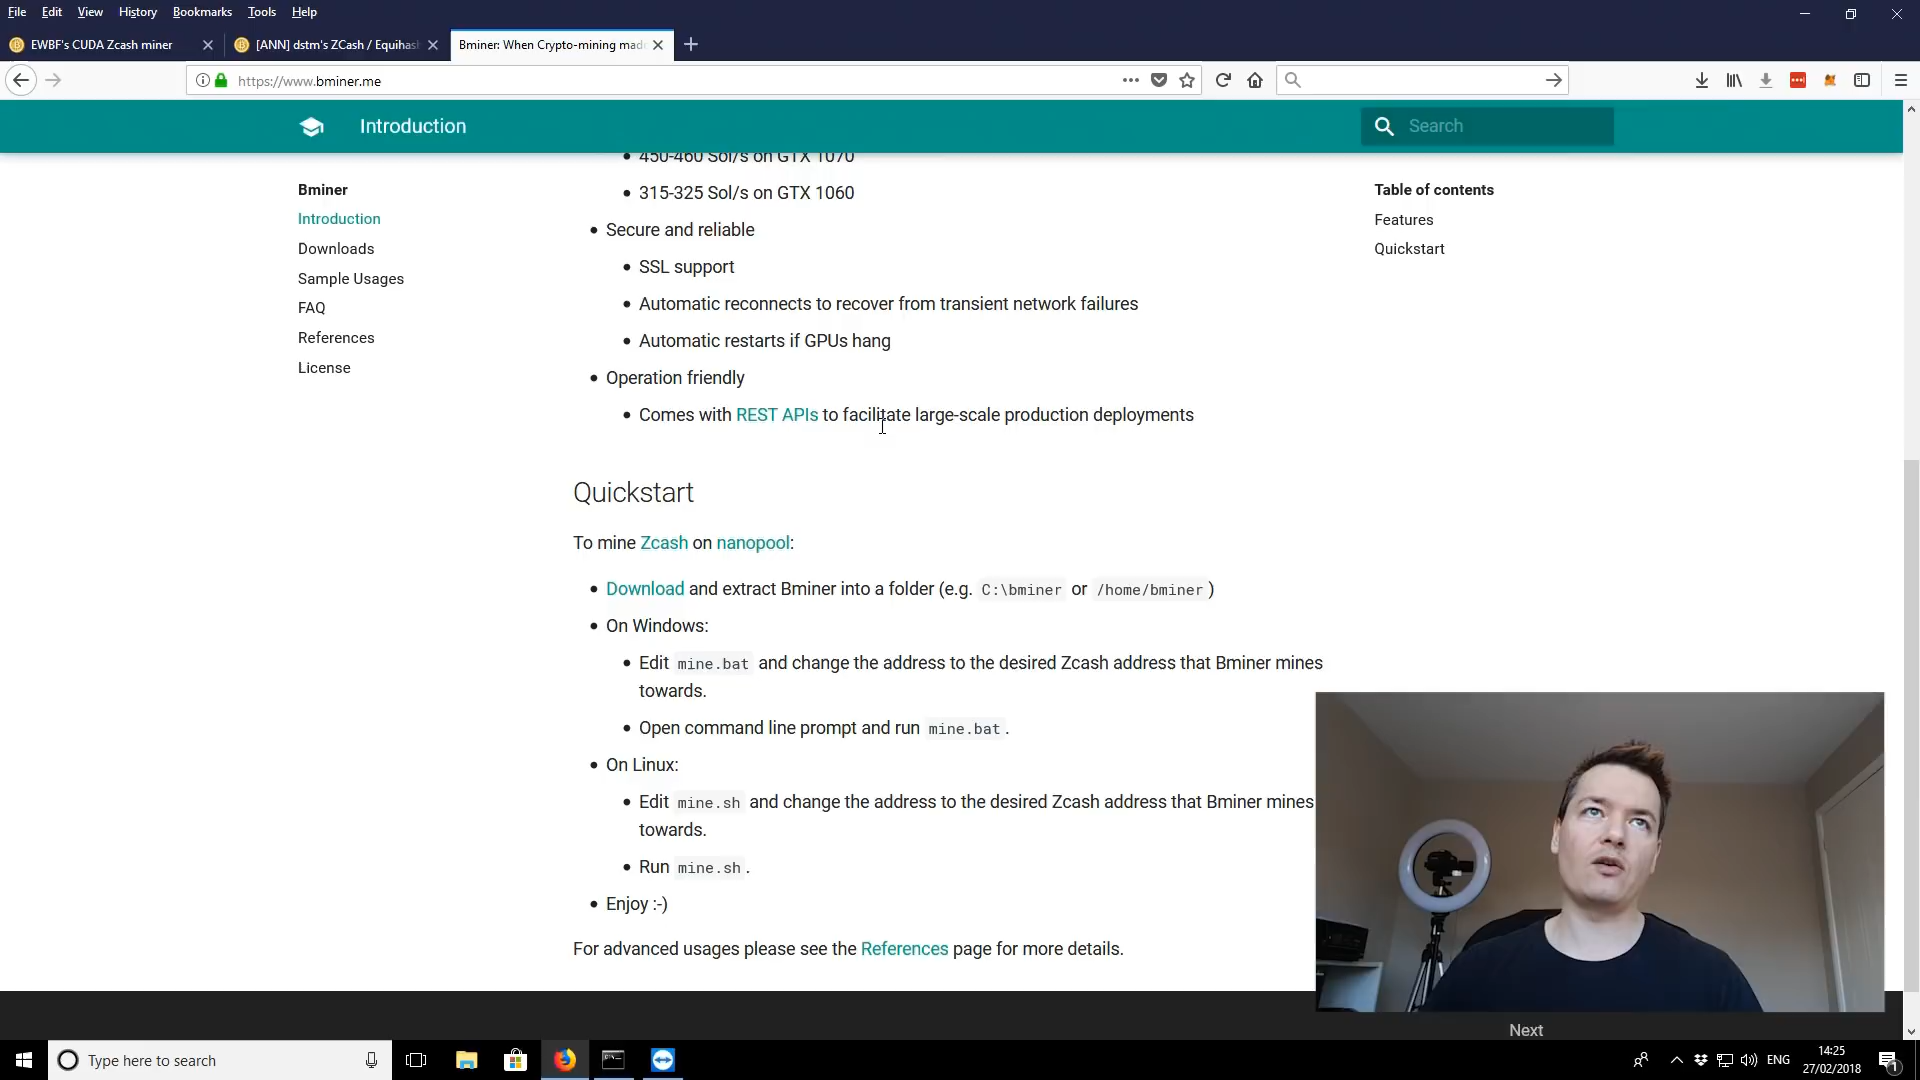 File Edit View History Bookmarks Tools Help
EWBF's CUDA Zcash miner
[ANN] dstm's ZCash / Equihas
Bminer: When Crypto-mining mad
https://www.bminer.me
Introduction
Search
Bminer
Introduction
Downloads
Sample Usages
FAQ
References
License
450-460 Sol/s on GTX 1070
315-325 Sol/s on GTX 1060
Secure and reliable
SSL support
Automatic reconnects to recover from transient network failures
Automatic restarts if GPUs hang
Operation friendly
Comes with REST APIs to facilitate large-scale production deployments
Quickstart
To mine Zcash on nanopool:
Download and extract Bminer into a folder (e.g. C:\bminer or /home/bminer )
On Windows:
Edit mine.bat and change the address to the desired Zcash address that Bminer mines
towards.
Open command line prompt and run mine.bat.
On Linux:
Edit mine.sh and change the address to the desired Zcash address that Bminer mines
towards.
Run mine.sh.
Enjoy :-)
For advanced usages please see the References page for more details.
Table of contents
Features
Quickstart
Next
Type here to search
ENG
14:25
27/02/2018
1